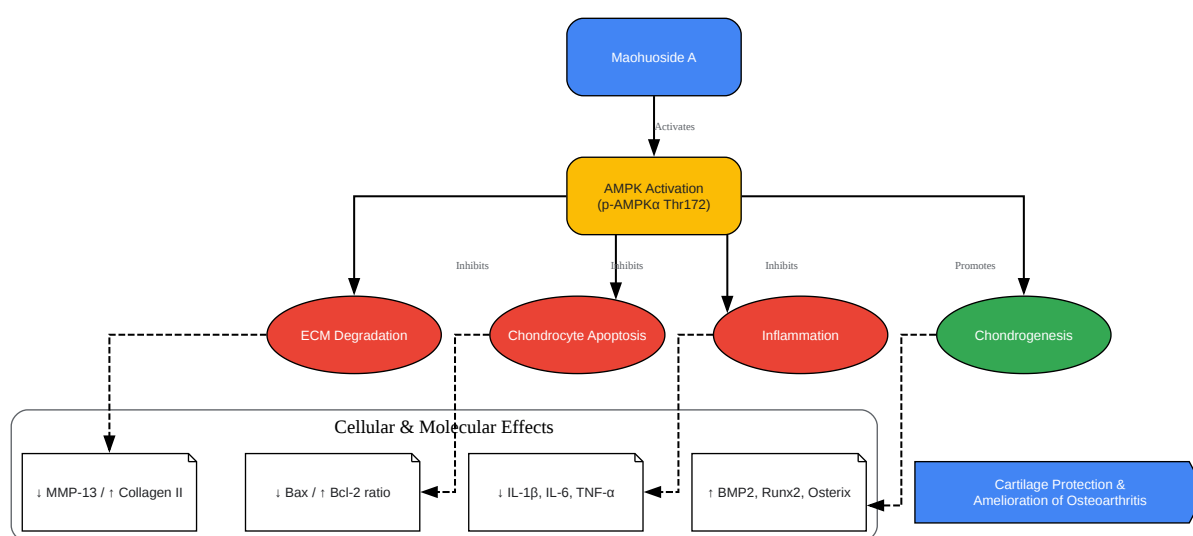 Maohuoside A
Activates
AMPK Activation
(p-AMPKα Thr172)
Inhibits
Inhibits
Inhibits
Promotes
ECM Degradation
Chondrocyte Apoptosis
Inflammation
Chondrogenesis
Cellular & Molecular Effects
↓ MMP-13 / ↑ Collagen II
↓ Bax / ↑ Bcl-2 ratio
↓ IL-1β, IL-6, TNF-α
↑ BMP2, Runx2, Osterix
Cartilage Protection &
Amelioration of Osteoarthritis